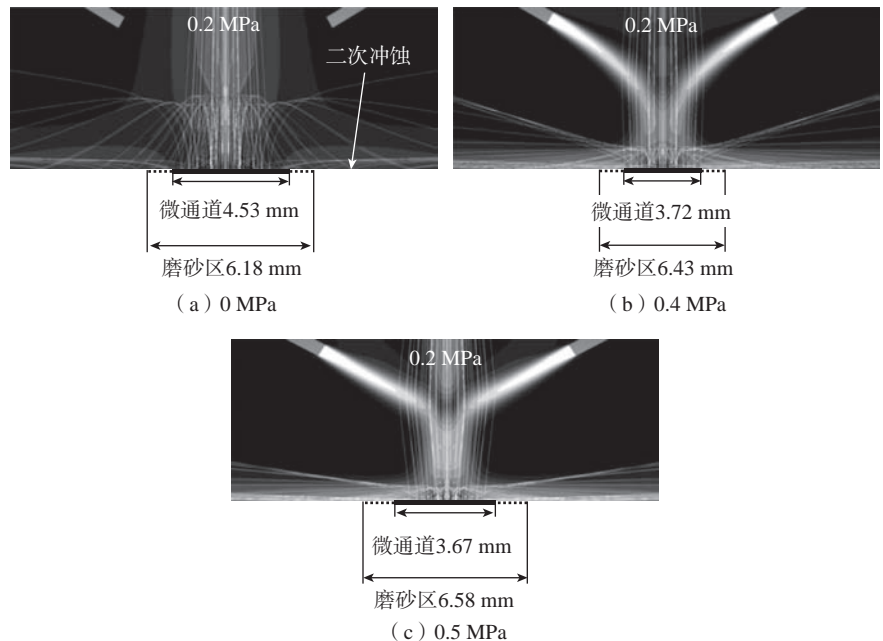 0.2 MPa
二次冲蚀
微通道4.53 mm
磨砂区6.18 mm
（a）0 MPa
0.2 MPa
微通道3.72 mm
磨砂区6.43 mm
（b）0.4 MPa
0.2 MPa
微通道3.67 mm
磨砂区6.58 mm
（c）0.5 MPa